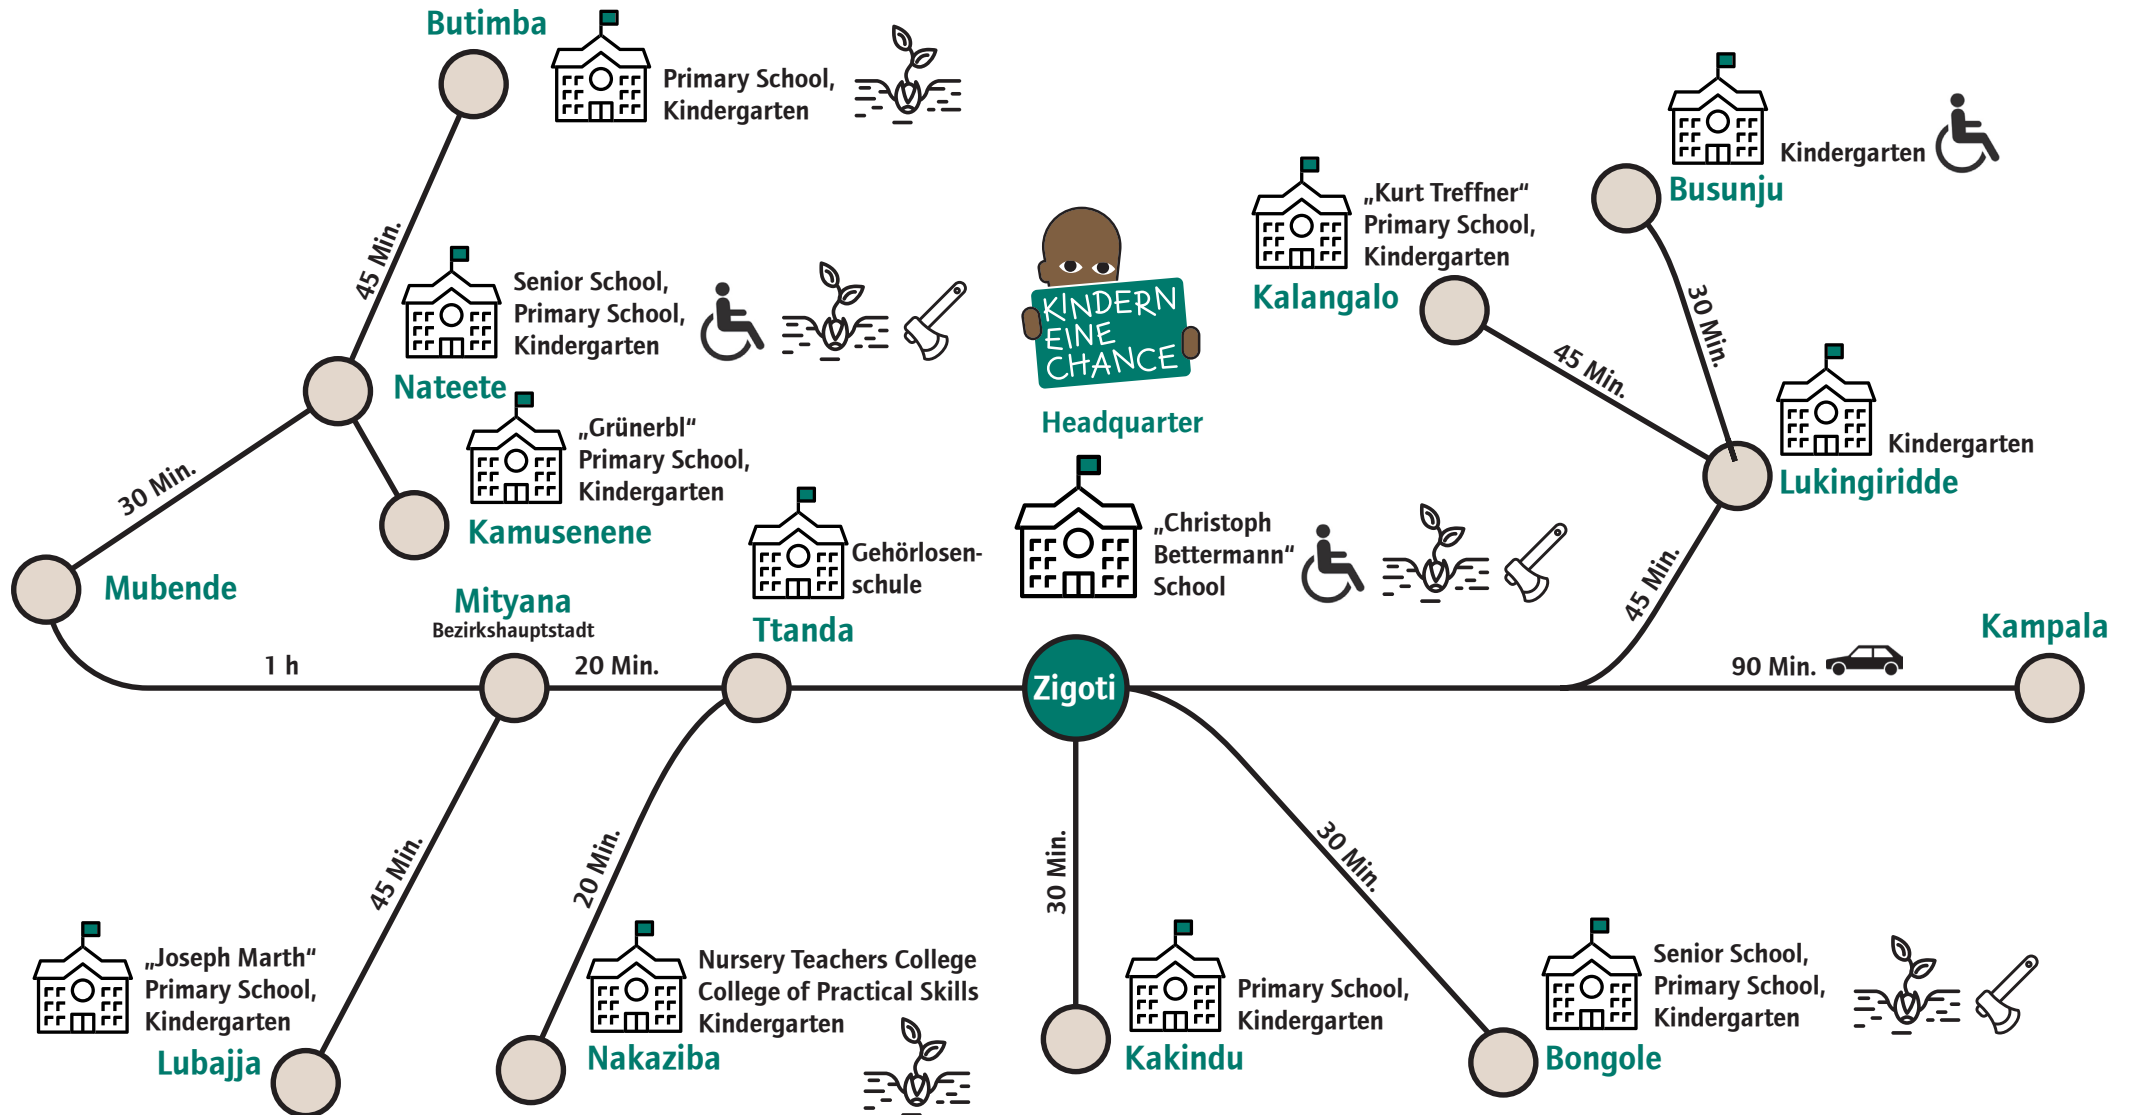 Butimba
Primary School,
Kindergarten
45 Min.
Senior School,
Primary School,
Kindergarten
Nateete
„Grünerbl“
Primary School,
Kindergarten
Kamusenene
30 Min.
Mubende
Mityana
Bezirkshauptstadt
1 h
20 Min.
Gehörlosen-
schule
Ttanda
KINDERN
EINE
CHANCE
Headquarter
„Christoph
Bettermann“
School
Zigoti
„Kurt Treffner“
Primary School,
Kindergarten
Kalangalo
45 Min.
Kindergarten
Busunju
30 Min.
Kindergarten
Lukingiridde
45 Min.
90 Min.
Kampala
45 Min.
„Joseph Marth“
Primary School,
Kindergarten
Lubajja
20 Min.
Nursery Teachers College
College of Practical Skills
Kindergarten
Nakaziba
30 Min.
Primary School,
Kindergarten
Kakindu
30 Min.
Senior School,
Primary School,
Kindergarten
Bongole